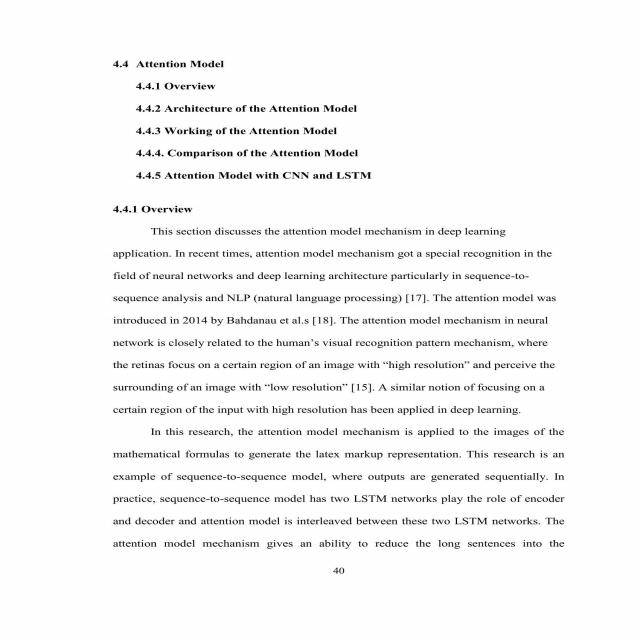 4.4 Attention Model
4.4.1 Overview
4.4.2 Architecture of the Attention Model
4.4.3 Working of the Attention Model
4.4.4. Comparison of the Attention Model
4.4.5 Attention Model with CNN and LSTM
4.4.1 Overview
This section discusses the attention model mechanism in deep learning
application. In recent times, attention model mechanism got a special recognition in the
field of neural networks and deep learning architecture particularly in sequence-to-
sequence analysis and NLP (natural language processing) [17]. The attention model was
introduced in 2014 by Bahdanau et al.s [18]. The attention model mechanism in neural
network is closely related to the human’s visual recognition pattern mechanism, where
the retinas focus on a certain region of an image with “high resolution” and perceive the
surrounding of an image with “low resolution” [15]. A similar notion of focusing on a
certain region of the input with high resolution has been applied in deep learning.
In this research, the attention model mechanism is applied to the images of the
mathematical formulas to generate the latex markup representation. This research is an
example of sequence-to-sequence model, where outputs are generated sequentially. In
practice, sequence-to-sequence model has two LSTM networks play the role of encoder
and decoder and attention model is interleaved between these two LSTM networks. The
attention model mechanism gives an ability to reduce the long sentences into the
40